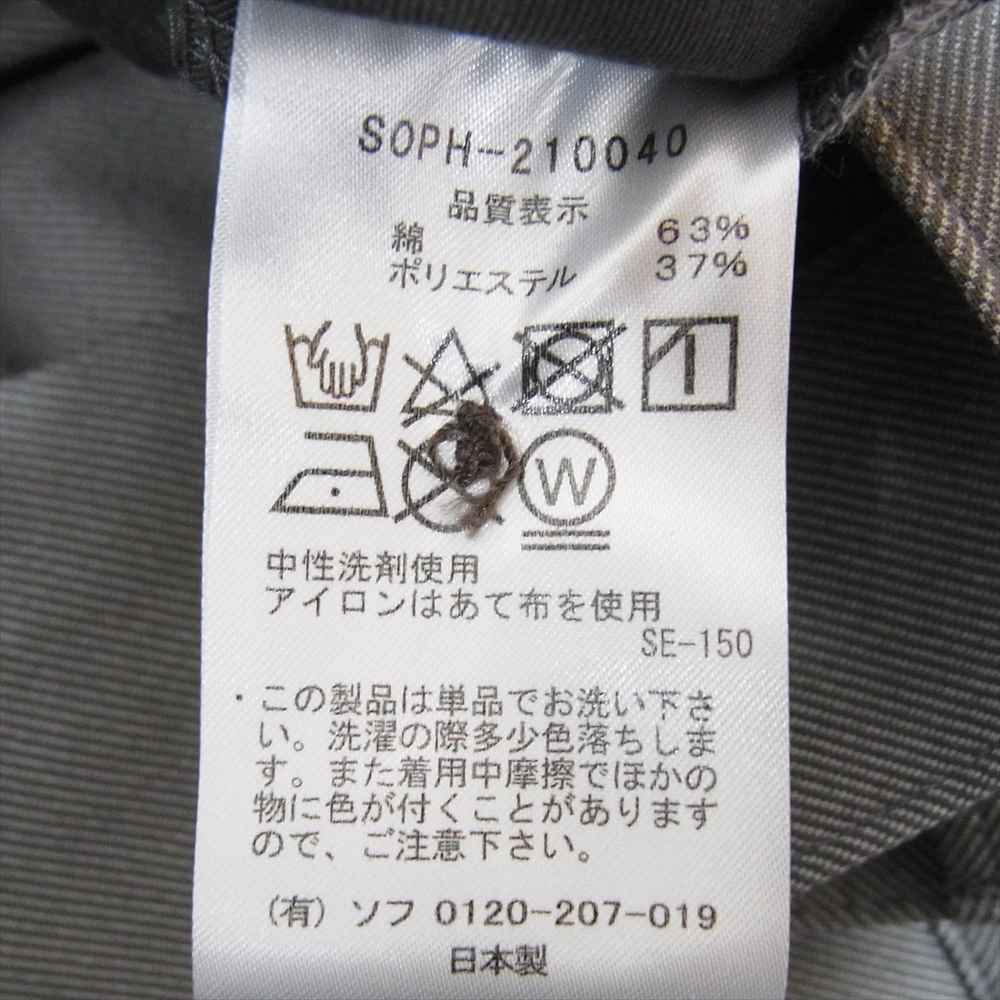 SOPH-210040
品質表示
綿 63%
ポリエステル 37%
W
中性洗剤使用
アイロンはあて布を使用
SE-150
・この製品は単品でお洗い下さ
い。洗濯の際多少色落ちしま
す。また着用中摩擦でほかの
物に色が付くことがあります
ので、ご注意下さい。
(有) ソフ 0120-207-019
日本製